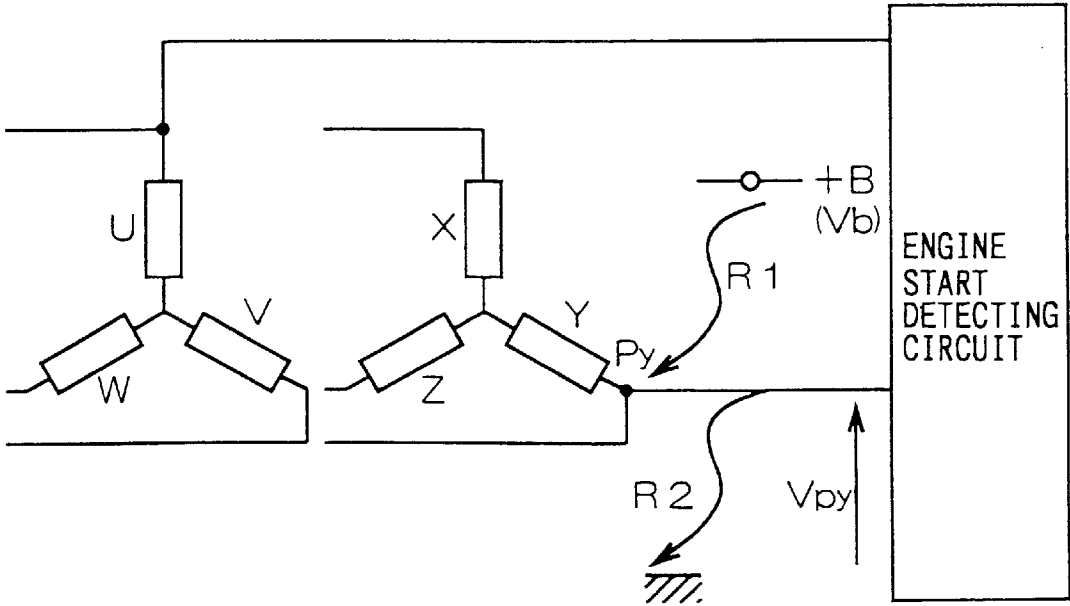 U
V
W
X
Y
Z
Py
+B
(Vb)
R1
R2
Vpy
ENGINE
START
DETECTING
CIRCUIT